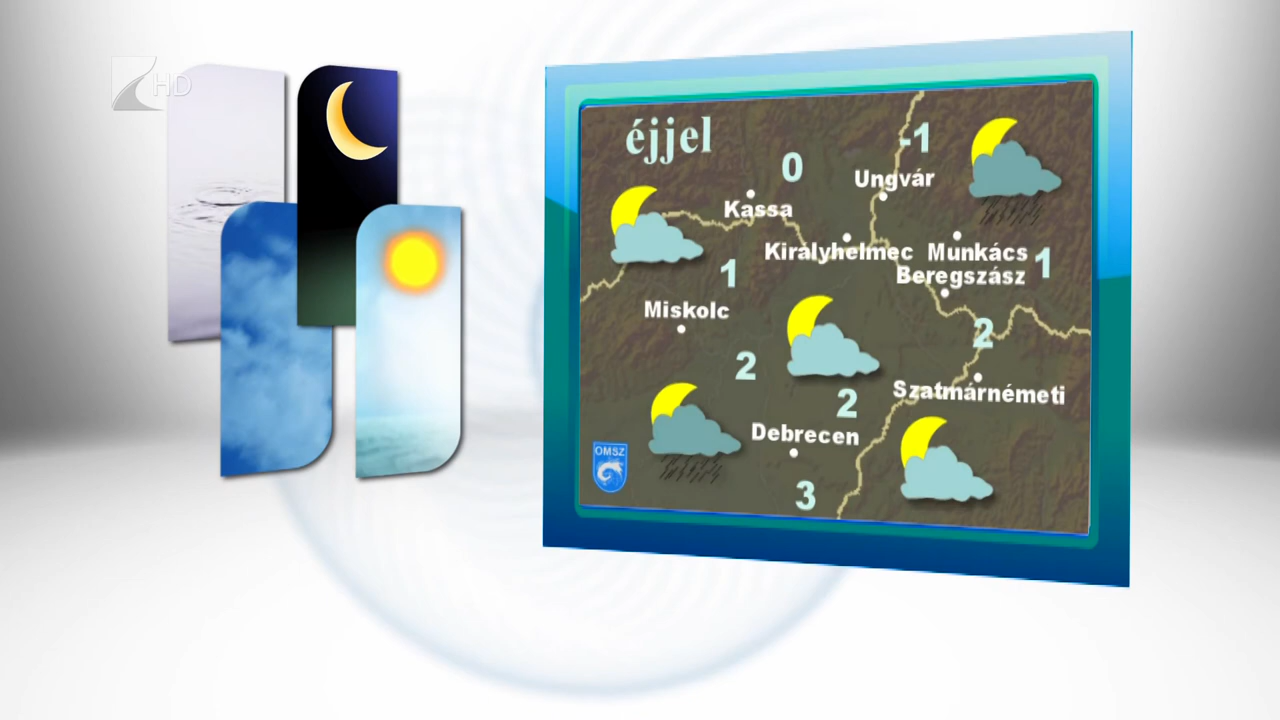 HD
éjjel
-1
0
Ungvár
Kassa
Királyhelmec
Munkács
1
Beregszász
1
Miskolc
2
2
Szatmárnémeti
2
Debrecen
OMSZ
3